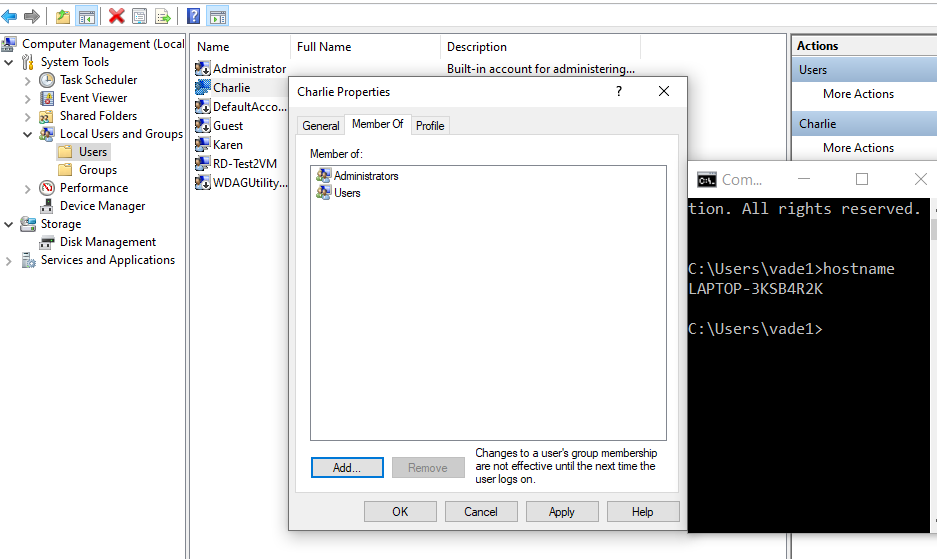 Computer Management (Local
System Tools
Task Scheduler
Event Viewer
Shared Folders
Local Users and Groups
Users
Groups
Performance
Device Manager
Storage
Disk Management
Services and Applications
Name Full Name Description
Administrator Built-in account for administering...
Charlie
DefaultAcco...
Guest
Karen
RD-Test2VM
WDAGUtility...
Charlie Properties ? 
General Member Of Profile
Member of:
Administrators
Users
Add... Remove
Changes to a user's group membership
are not effective until the next time the
user logs on.
OK Cancel Apply Help
Actions
Users
More Actions
Charlie
More Actions
C:\. Com...
tion. All rights reserved.
C:\Users\vade1>hostname
LAPTOP-3KSB4R2K
C:\Users\vade1>